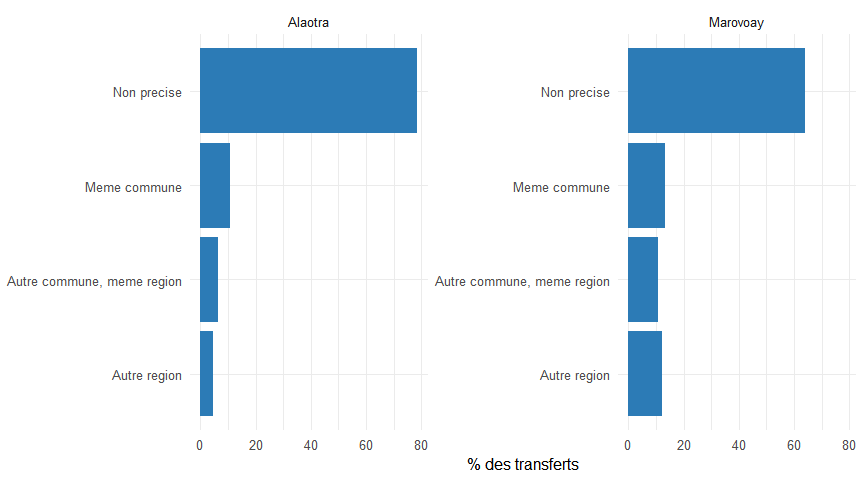 Alaotra
Marovoay
Non precise
Meme commune
Autre commune, meme region
Autre region
Non precise
Meme commune
Autre commune, meme region
Autre region
0 20 40 60 80
0 20 40 60 80
% des transferts